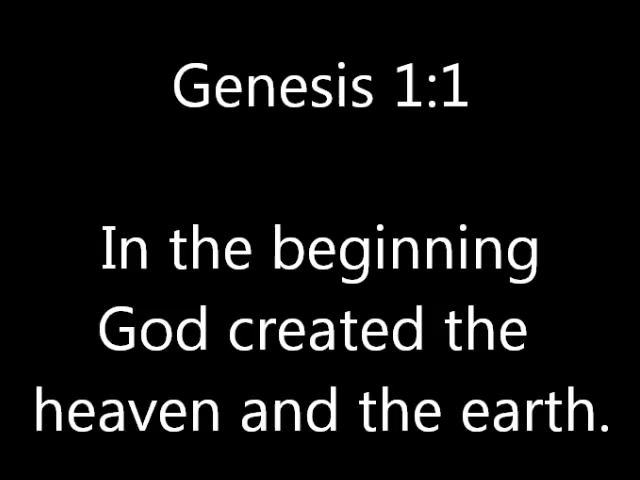 Genesis 1:1
In the beginning
God created the
heaven and the earth.